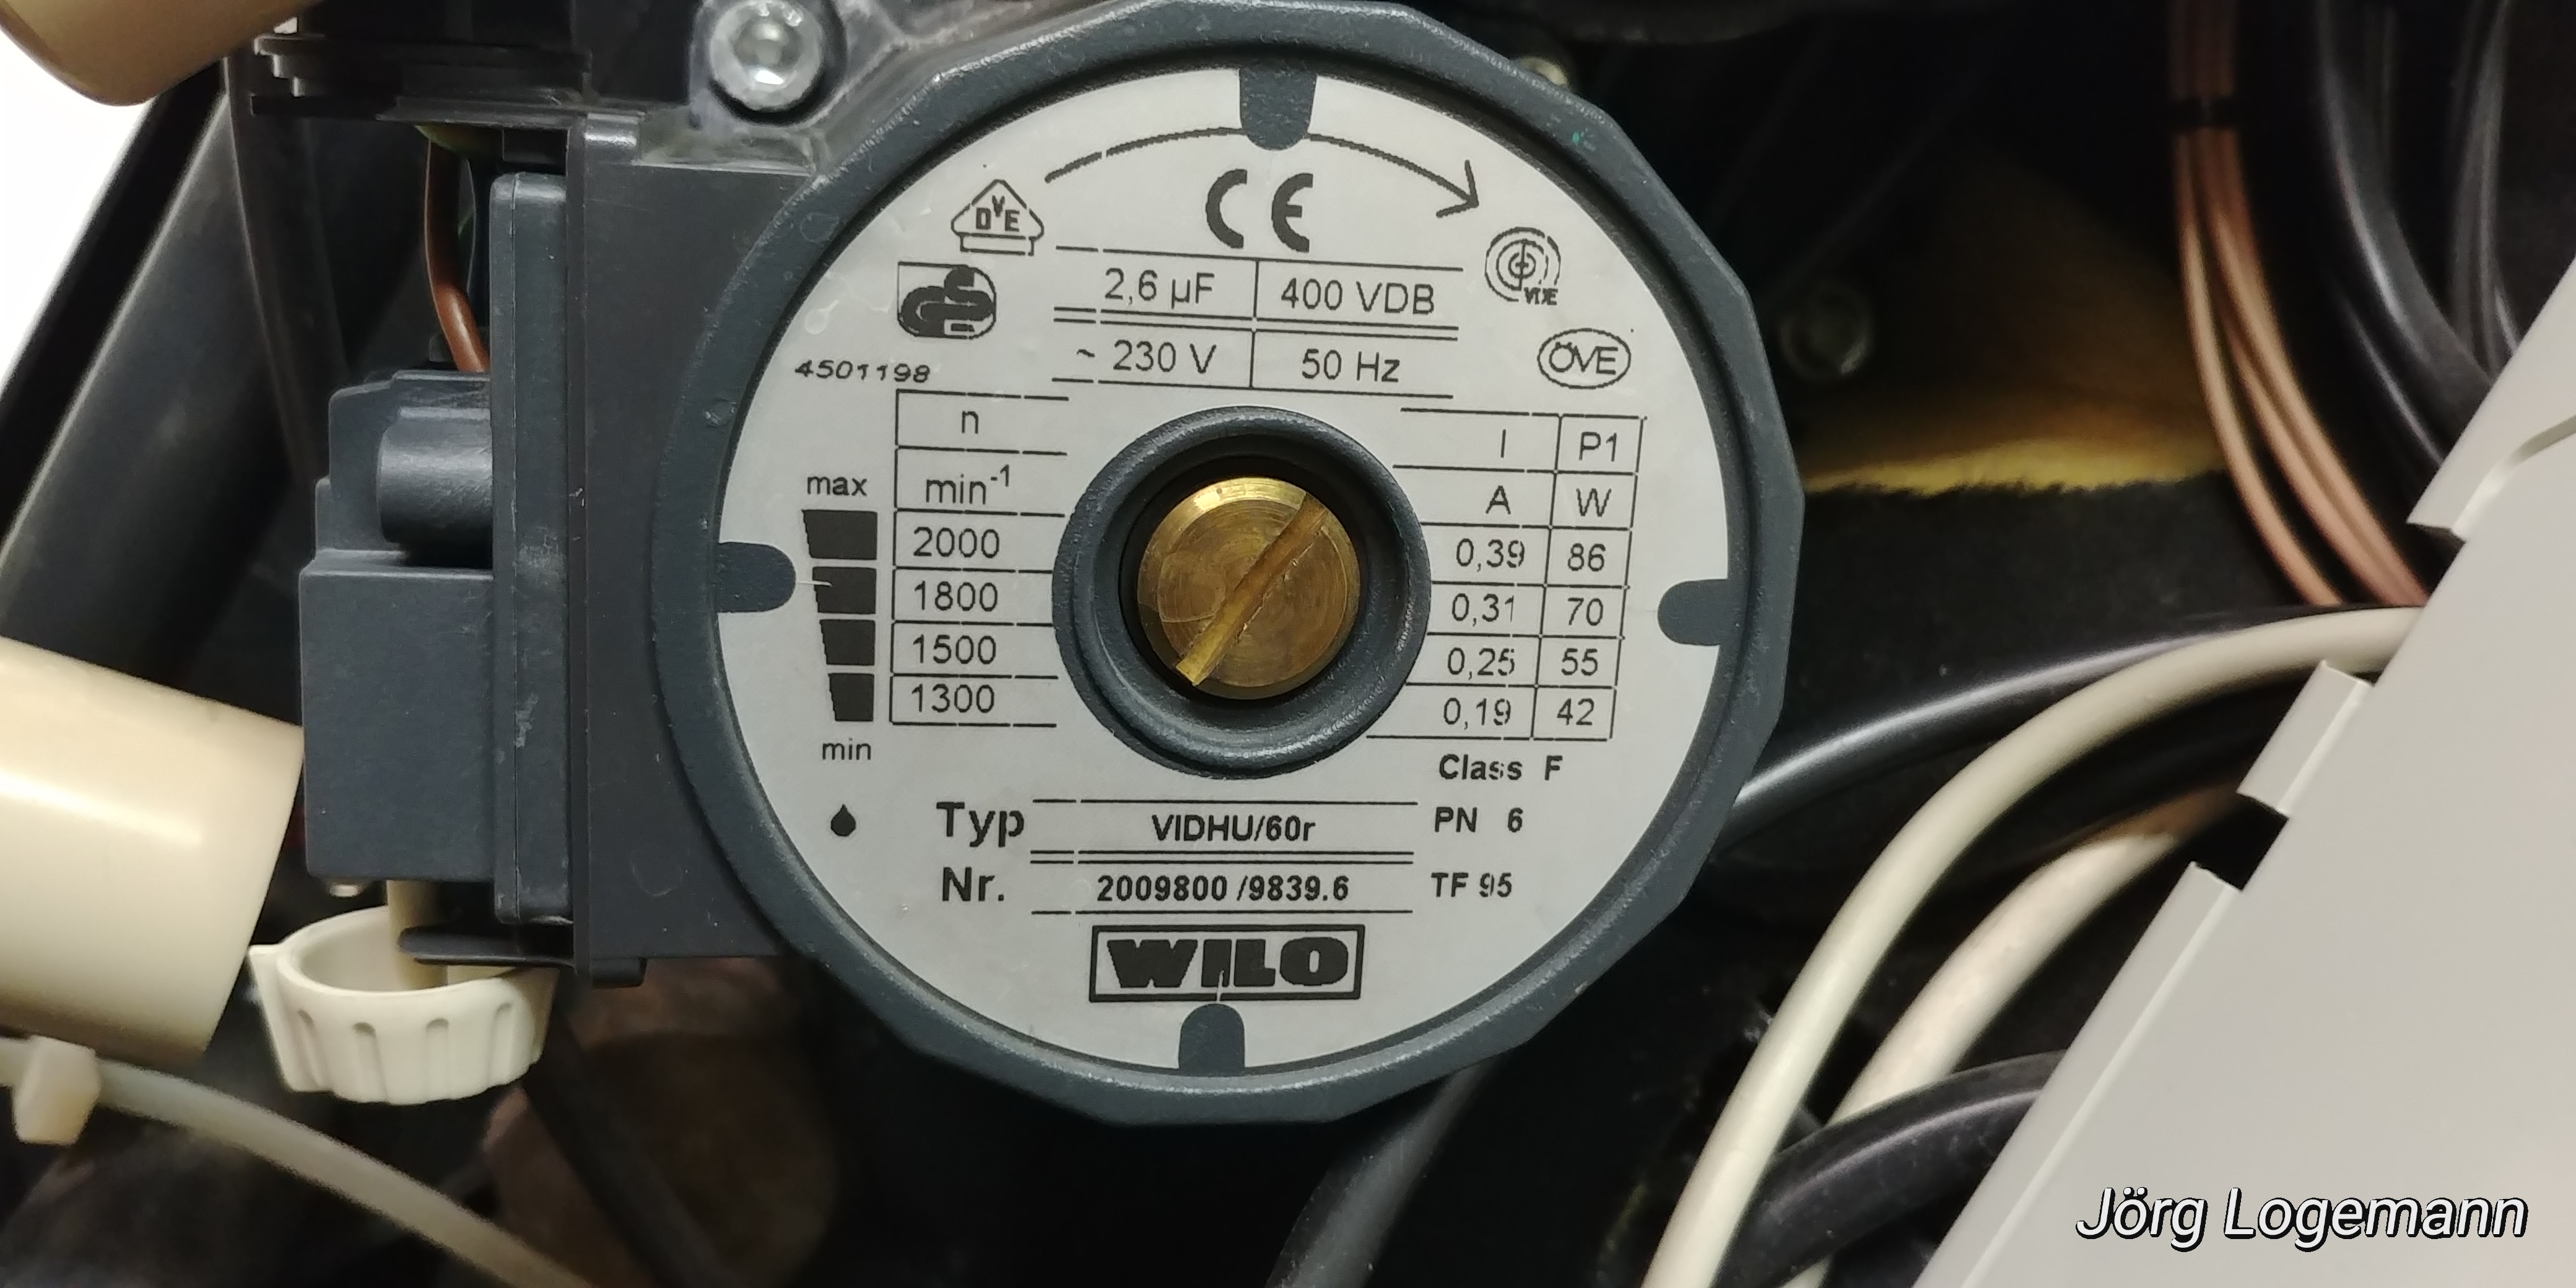 DVE
CE
VDE
GS
2,6 µF 400 VDB
~ 230 V 50 Hz
ÖVE
4501198
n I P1
max min⁻¹ A W
2000 0,39 86
1800 0,31 70
1500 0,25 55
1300 0,19 42
min
Class F
Typ VIDHU/60r PN 6
Nr. 2009800 /9839.6 TF 95
WILO
Jörg Logemann